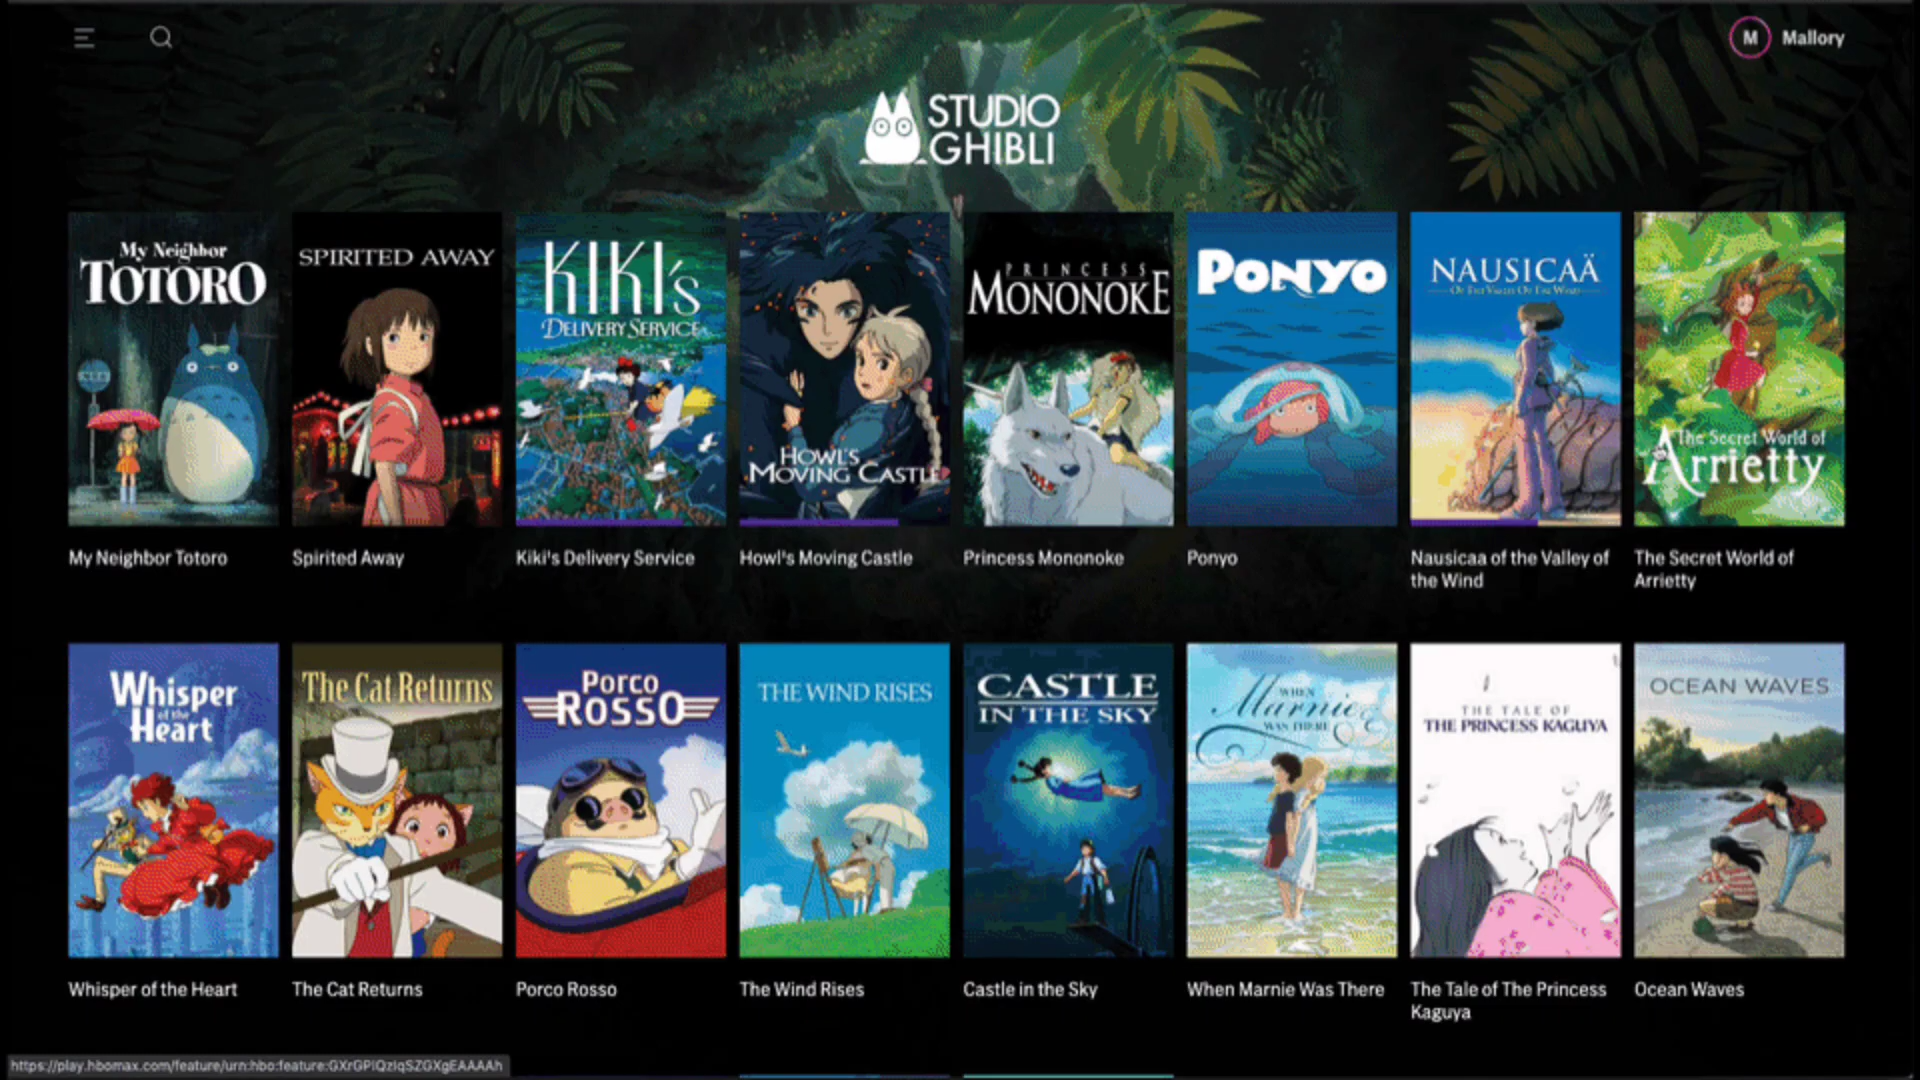 M Mallory
STUDIO
GHIBLI
My Neighbor
TOTORO
SPIRITED AWAY
KIKI's
DELIVERY SERVICE
HOWL'S
MOVING CASTLE
PRINCESS
MONONOKE
PONYO
NAUSICAÄ
OF THE VALLEY OF THE WIND
The Secret World of
Arrietty
My Neighbor Totoro
Spirited Away
Kiki's Delivery Service
Howl's Moving Castle
Princess Mononoke
Ponyo
Nausicaa of the Valley of
the Wind
The Secret World of
Arrietty
Whisper
of the
Heart
The Cat Returns
Porco
Rosso
THE WIND RISES
CASTLE
IN THE SKY
WHEN
Marnie
WAS THERE
THE TALE OF
THE PRINCESS KAGUYA
OCEAN WAVES
Whisper of the Heart
The Cat Returns
Porco Rosso
The Wind Rises
Castle in the Sky
When Marnie Was There
The Tale of The Princess
Kaguya
Ocean Waves
https://play.hbomax.com/feature/urn:hbo:feature:GXrGPIQzIqSZGXgEAAAAh